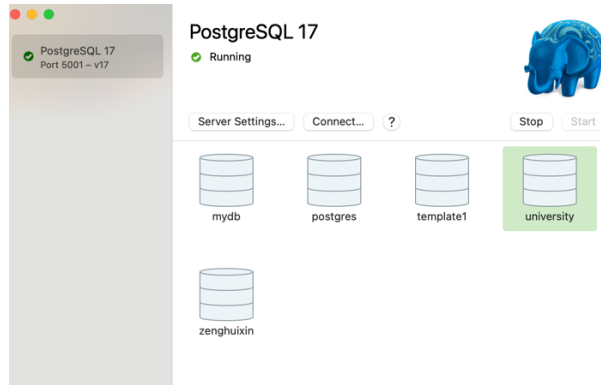 PostgreSQL 17
Port 5001 – v17
PostgreSQL 17
Running
Server Settings... Connect... ? Stop Start
mydb postgres template1 university
zenghuixin